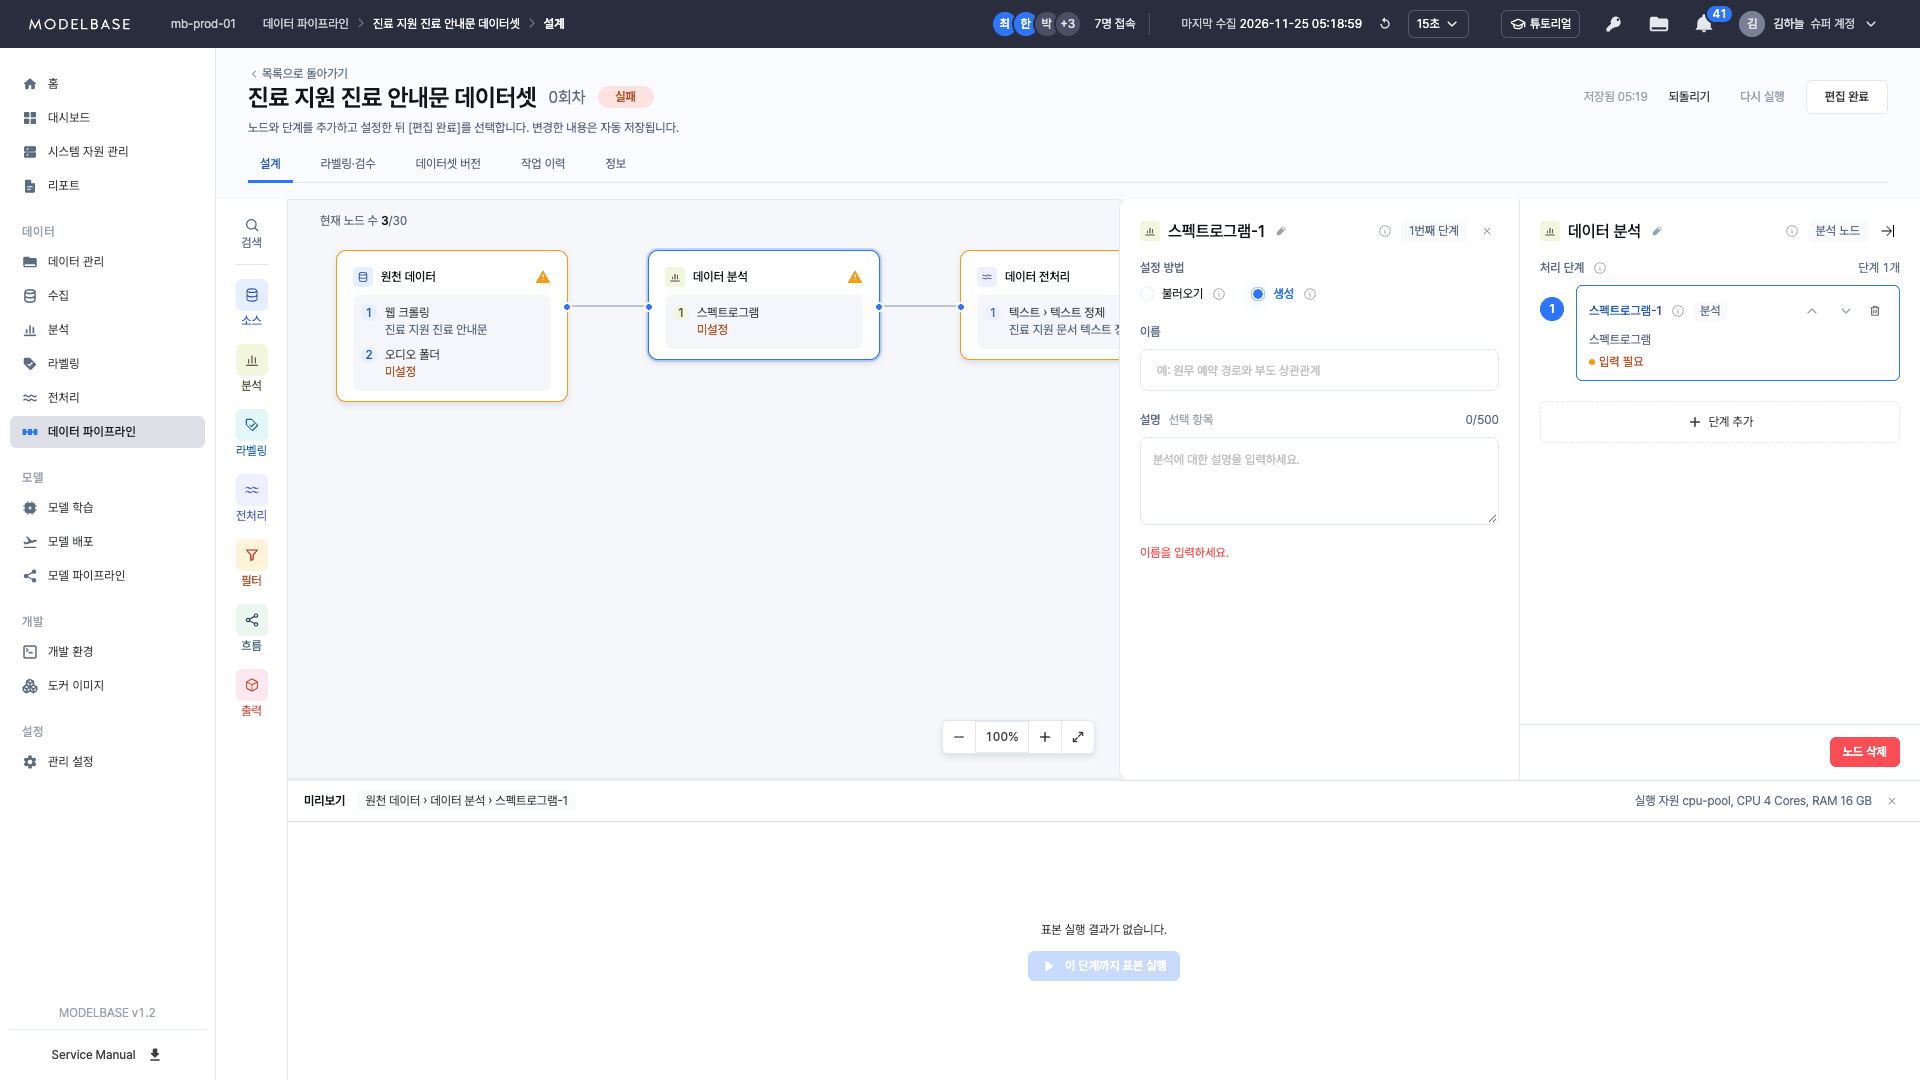 MODELBASE
mb-prod-01
데이터 파이프라인
진료 지원 진료 안내문 데이터셋
설계
최 한 박 +3
7명 접속
마지막 수집 2026-11-25 05:18:59
15초
튜토리얼
41
김 김하늘 슈퍼 계정
홈
대시보드
시스템 자원 관리
리포트
데이터
데이터 관리
수집
분석
라벨링
전처리
데이터 파이프라인
모델
모델 학습
모델 배포
모델 파이프라인
개발
개발 환경
도커 이미지
설정
관리 설정
MODELBASE v1.2
Service Manual
목록으로 돌아가기
진료 지원 진료 안내문 데이터셋 0회차 실패
노드와 단계를 추가하고 설정한 뒤 [편집 완료]를 선택합니다. 변경한 내용은 자동 저장됩니다.
저장됨 05:19
되돌리기
다시 실행
편집 완료
설계
라벨링·검수
데이터셋 버전
작업 이력
정보
검색
소스
분석
라벨링
전처리
필터
흐름
출력
현재 노드 수 3/30
원천 데이터
1 웹 크롤링
진료 지원 진료 안내문
2 오디오 폴더
미설정
데이터 분석
1 스펙트로그램
미설정
데이터 전처리
1 텍스트 › 텍스트 정제
진료 지원 문서 텍스트
100%
스펙트로그램-1
1번째 단계
설정 방법
불러오기
생성
이름
예: 원무 예약 경로와 부도 상관관계
설명 선택 항목
0/500
분석에 대한 설명을 입력하세요.
이름을 입력하세요.
데이터 분석
분석 노드
처리 단계
단계 1개
1
스펙트로그램-1
분석
스펙트로그램
입력 필요
단계 추가
노드 삭제
미리보기
원천 데이터 › 데이터 분석 › 스펙트로그램-1
실행 자원 cpu-pool, CPU 4 Cores, RAM 16 GB
표본 실행 결과가 없습니다.
이 단계까지 표본 실행